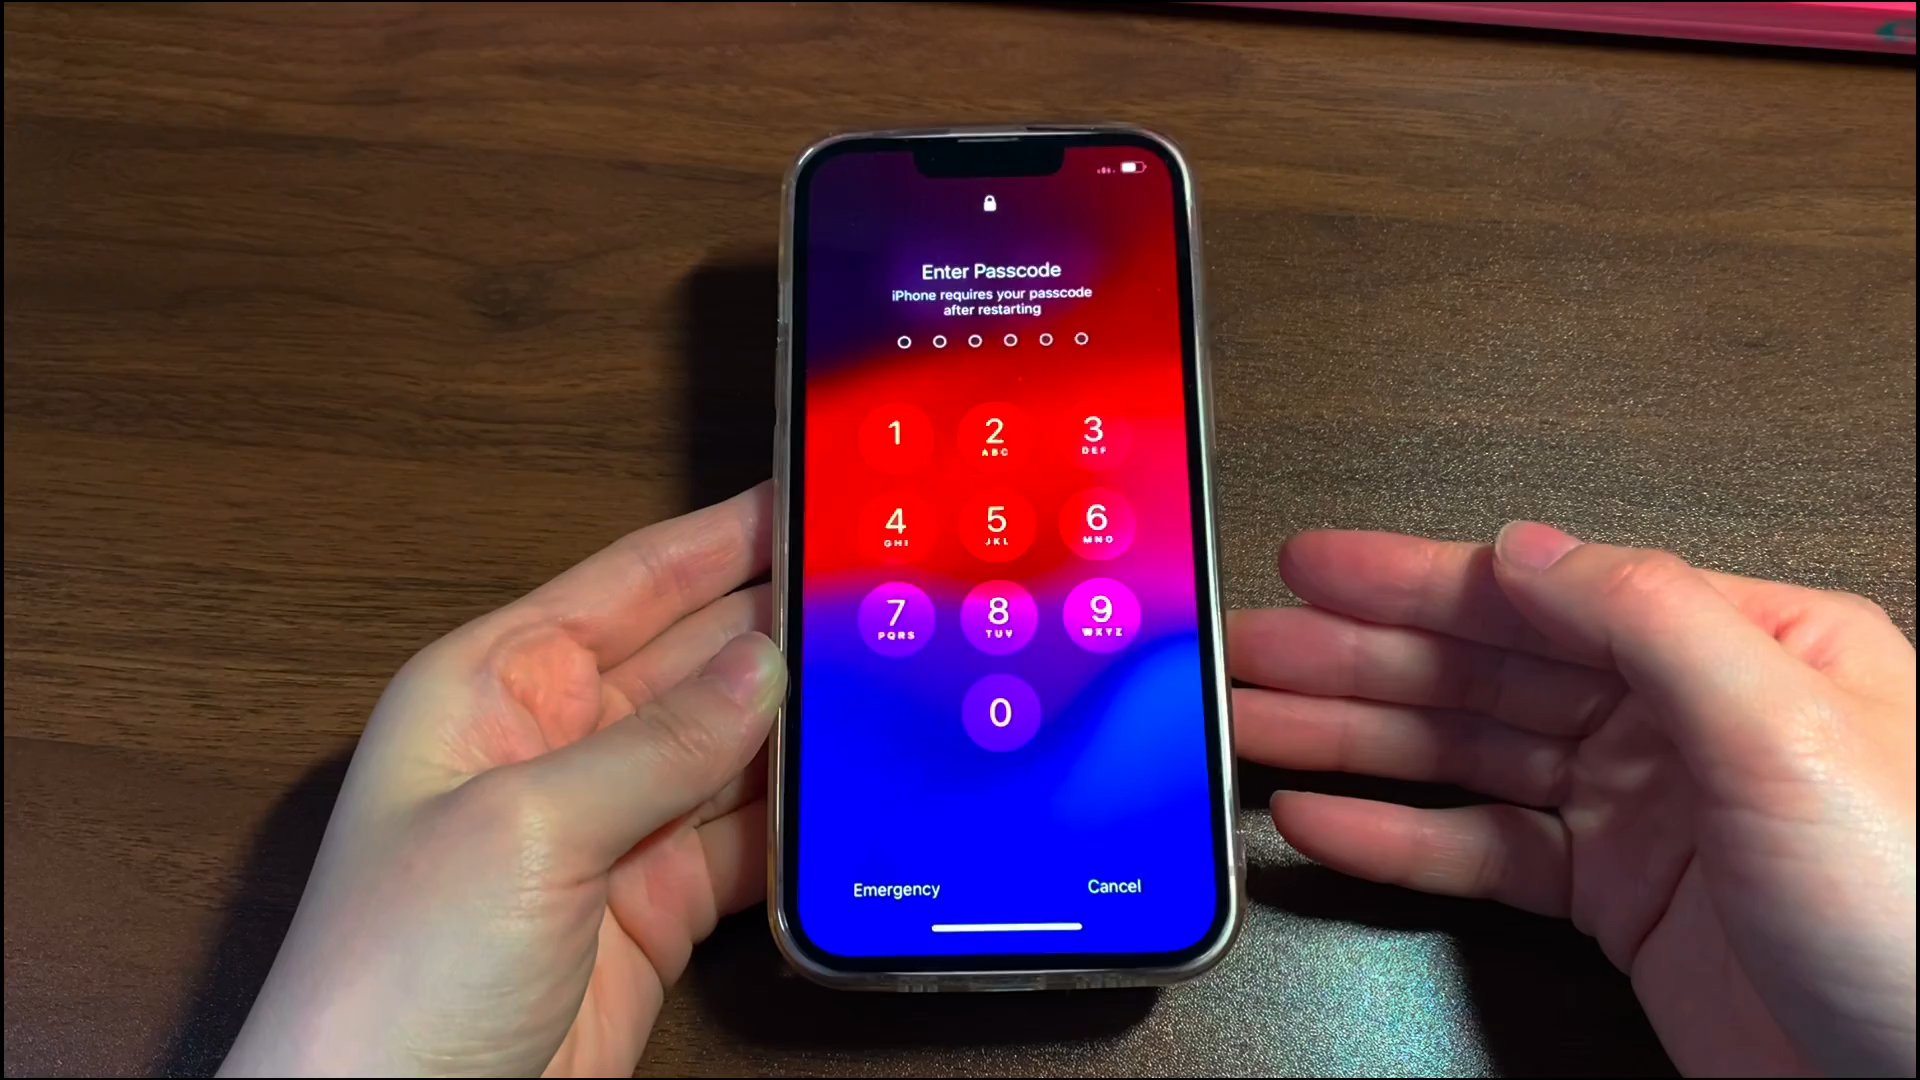 Enter Passcode
iPhone requires your passcode
after restarting
1
2
ABC
3
DEF
4
GHI
5
JKL
6
MNO
7
PQRS
8
TUV
9
WXYZ
0
Emergency
Cancel